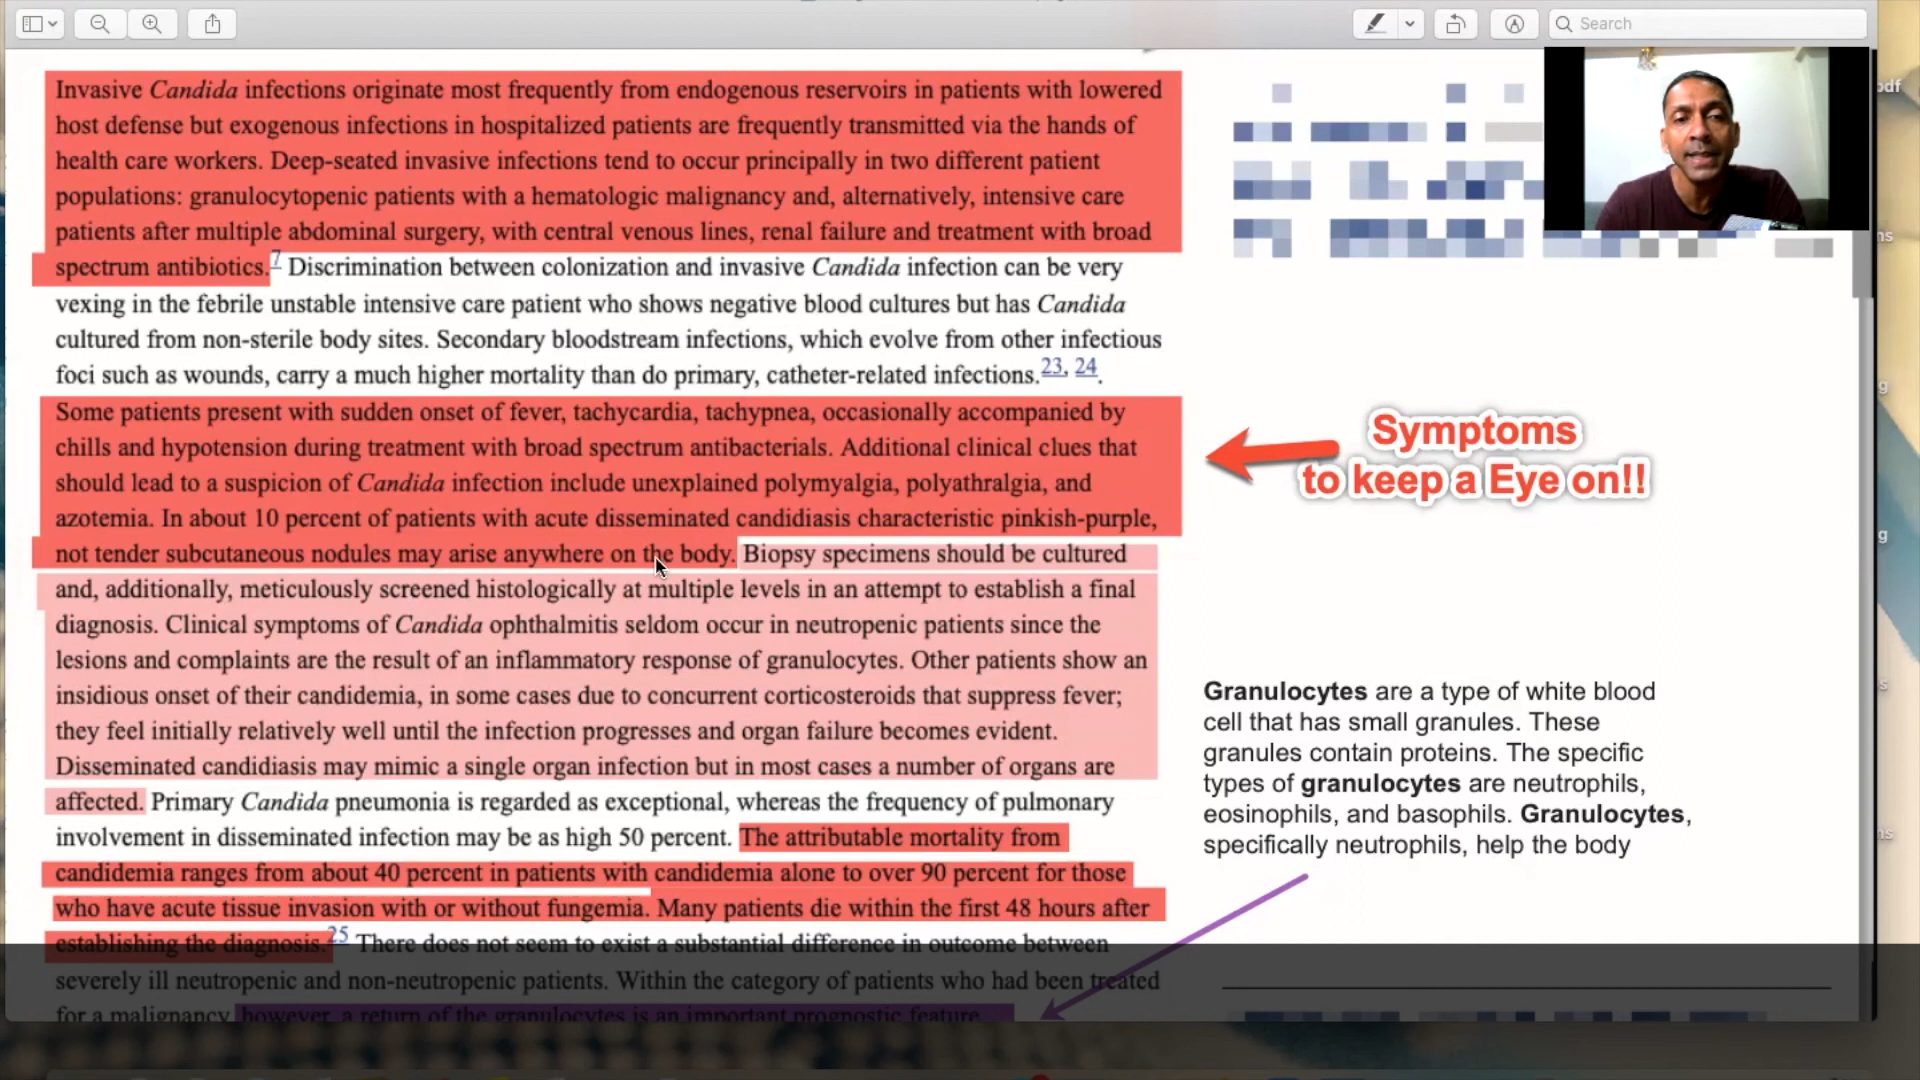 Search
pdf
Invasive Candida infections originate most frequently from endogenous reservoirs in patients with lowered
host defense but exogenous infections in hospitalized patients are frequently transmitted via the hands of
health care workers. Deep-seated invasive infections tend to occur principally in two different patient
populations: granulocytopenic patients with a hematologic malignancy and, alternatively, intensive care
patients after multiple abdominal surgery, with central venous lines, renal failure and treatment with broad
spectrum antibiotics.7 Discrimination between colonization and invasive Candida infection can be very
vexing in the febrile unstable intensive care patient who shows negative blood cultures but has Candida
cultured from non-sterile body sites. Secondary bloodstream infections, which evolve from other infectious
foci such as wounds, carry a much higher mortality than do primary, catheter-related infections.23, 24.
Some patients present with sudden onset of fever, tachycardia, tachypnea, occasionally accompanied by
chills and hypotension during treatment with broad spectrum antibacterials. Additional clinical clues that
should lead to a suspicion of Candida infection include unexplained polymyalgia, polyathralgia, and
azotemia. In about 10 percent of patients with acute disseminated candidiasis characteristic pinkish-purple,
not tender subcutaneous nodules may arise anywhere on the body. Biopsy specimens should be cultured
and, additionally, meticulously screened histologically at multiple levels in an attempt to establish a final
diagnosis. Clinical symptoms of Candida ophthalmitis seldom occur in neutropenic patients since the
lesions and complaints are the result of an inflammatory response of granulocytes. Other patients show an
insidious onset of their candidemia, in some cases due to concurrent corticosteroids that suppress fever;
they feel initially relatively well until the infection progresses and organ failure becomes evident.
Disseminated candidiasis may mimic a single organ infection but in most cases a number of organs are
affected. Primary Candida pneumonia is regarded as exceptional, whereas the frequency of pulmonary
involvement in disseminated infection may be as high 50 percent. The attributable mortality from
candidemia ranges from about 40 percent in patients with candidemia alone to over 90 percent for those
who have acute tissue invasion with or without fungemia. Many patients die within the first 48 hours after
establishing the diagnosis.25 There does not seem to exist a substantial difference in outcome between
severely ill neutropenic and non-neutropenic patients. Within the category of patients who had been treated
for a malignancy however, a return of the granulocytes is an important prognostic feature.
Symptoms
to keep a Eye on!!
Granulocytes are a type of white blood
cell that has small granules. These
granules contain proteins. The specific
types of granulocytes are neutrophils,
eosinophils, and basophils. Granulocytes,
specifically neutrophils, help the body